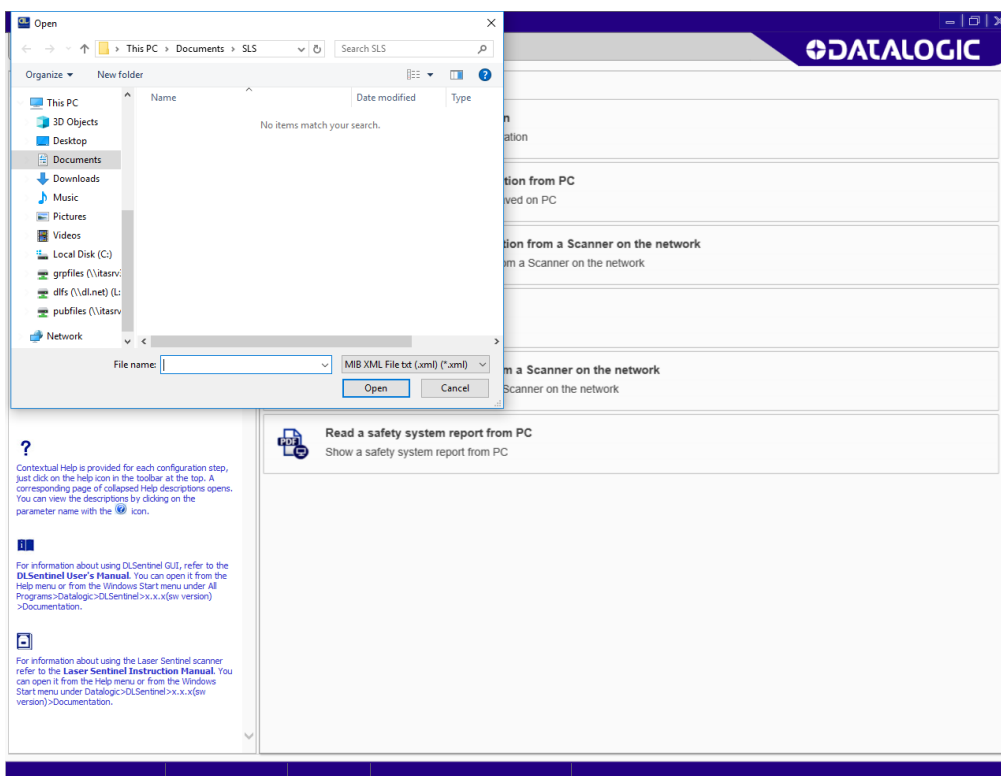 Open
This PC > Documents > SLS
Search SLS
Organize
New folder
Name
Date modified
Type
No items match your search.
This PC
3D Objects
Desktop
Documents
Downloads
Music
Pictures
Videos
Local Disk (C:)
grpfiles (\\itasrv
dlfs (\\dl.net) (L:
pubfiles (\\itasrv
Network
File name:
MIB XML File txt (.xml) (*.xml)
Open
Cancel
DATALOGIC
n
ation
tion from PC
ved on PC
tion from a Scanner on the network
om a Scanner on the network
m a Scanner on the network
Scanner on the network
PDF
Read a safety system report from PC
Show a safety system report from PC
?
Contextual Help is provided for each configuration step,
just click on the help icon in the toolbar at the top. A
corresponding page of collapsed Help descriptions opens.
You can view the descriptions by clicking on the
parameter name with the ? icon.
For information about using DLSentinel GUI, refer to the
DLSentinel User's Manual. You can open it from the
Help menu or from the Windows Start menu under All
Programs>Datalogic>DLSentinel>x.x.x(sw version)
>Documentation.
For information about using the Laser Sentinel scanner
refer to the Laser Sentinel Instruction Manual. You
can open it from the Help menu or from the Windows
Start menu under Datalogic>DLSentinel>x.x.x(sw
version)>Documentation.